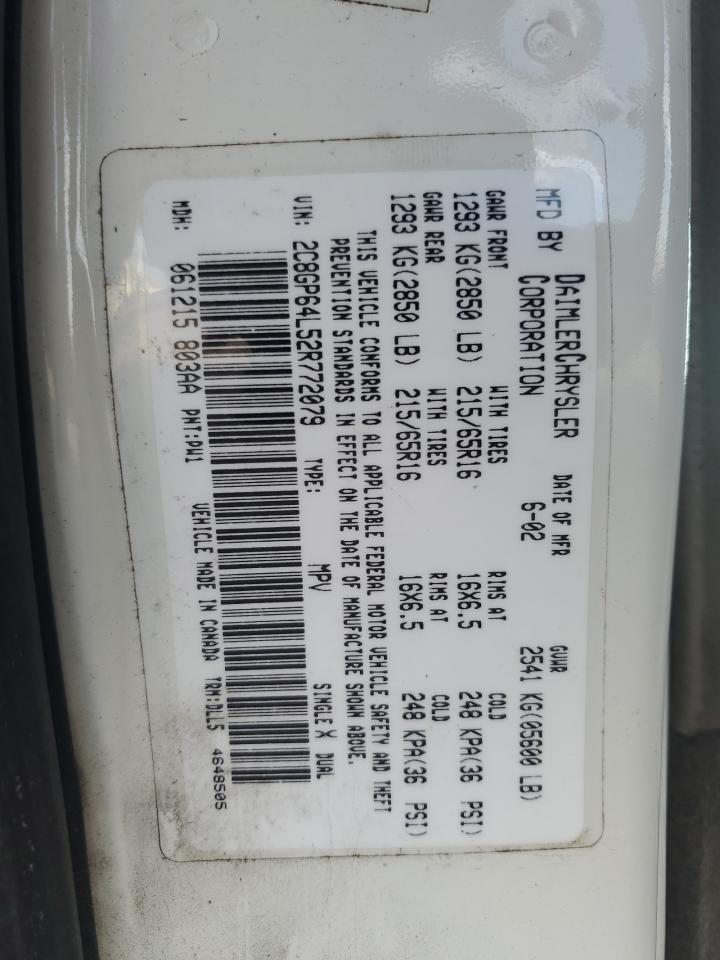 MFD BY DAIMLERCHRYSLER DATE OF MFR GVWR
CORPORATION 6-02 2541 KG(05600 LB)
GAWR FRONT WITH TIRES RIMS AT COLD
1293 KG(2850 LB) 215/65R16 16X6.5 248 KPA(36 PSI)
GAWR REAR WITH TIRES RIMS AT COLD
1293 KG(2850 LB) 215/65R16 16X6.5 248 KPA(36 PSI)
THIS VEHICLE CONFORMS TO ALL APPLICABLE FEDERAL MOTOR VEHICLE SAFETY AND THEFT
PREVENTION STANDARDS IN EFFECT ON THE DATE OF MANUFACTURE SHOWN ABOVE.
VIN: 2C8GP64L52R772079 TYPE: MPV SINGLE X DUAL
MDH: 061215 803AA PNT:PW1 VEHICLE MADE IN CANADA TRM:DLL5 4648505